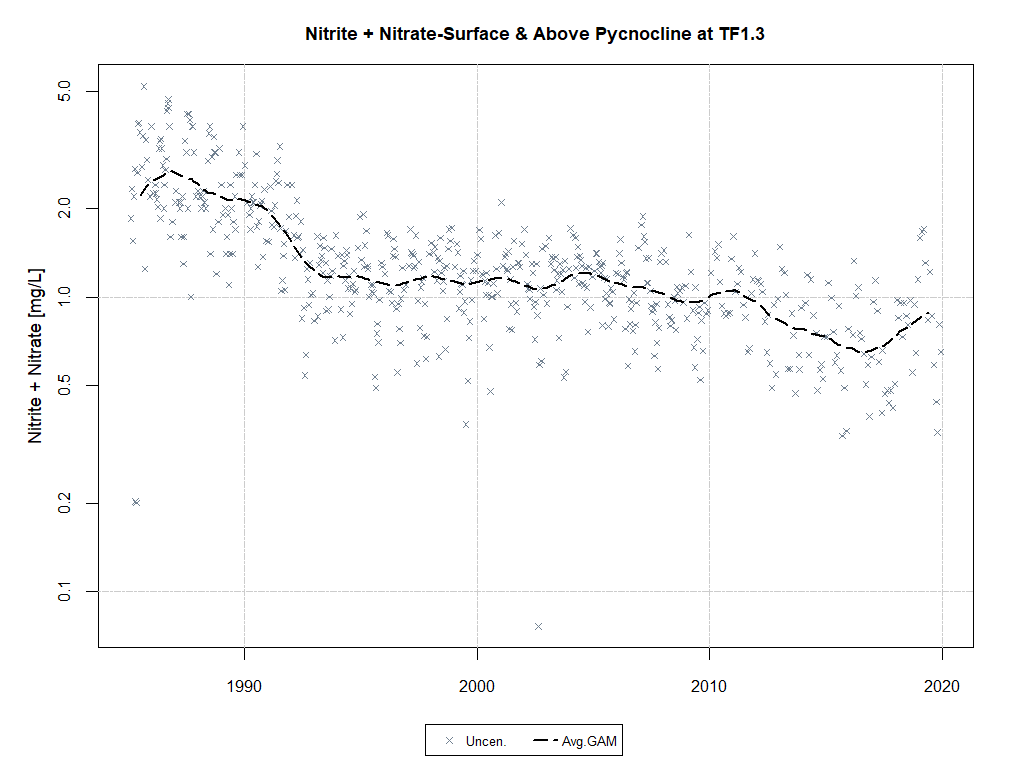 Nitrite + Nitrate-Surface & Above Pycnocline at TF1.3
Nitrite + Nitrate [mg/L]
5.0
2.0
1.0
0.5
0.2
0.1
1990 2000 2010 2020
Uncen. Avg.GAM